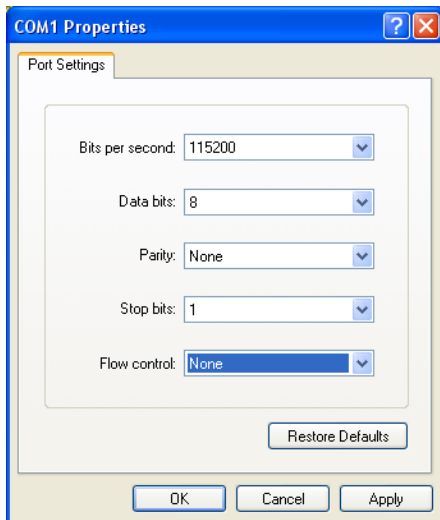 COM1 Properties
Port Settings
Bits per second: 115200
Data bits: 8
Parity: None
Stop bits: 1
Flow control: None
Restore Defaults
OK Cancel Apply